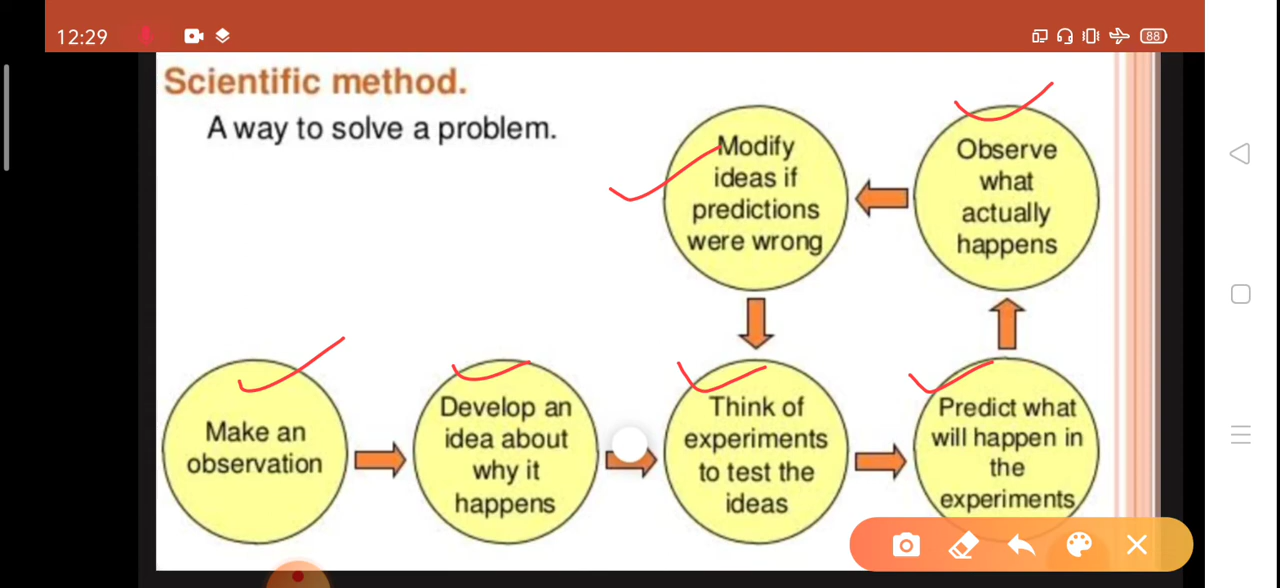 12:29
88
Scientific method.
A way to solve a problem.
Modify
ideas if
predictions
were wrong
Observe
what
actually
happens
Make an
observation
Develop an
idea about
why it
happens
Think of
experiments
to test the
ideas
Predict what
will happen in
the
experiments